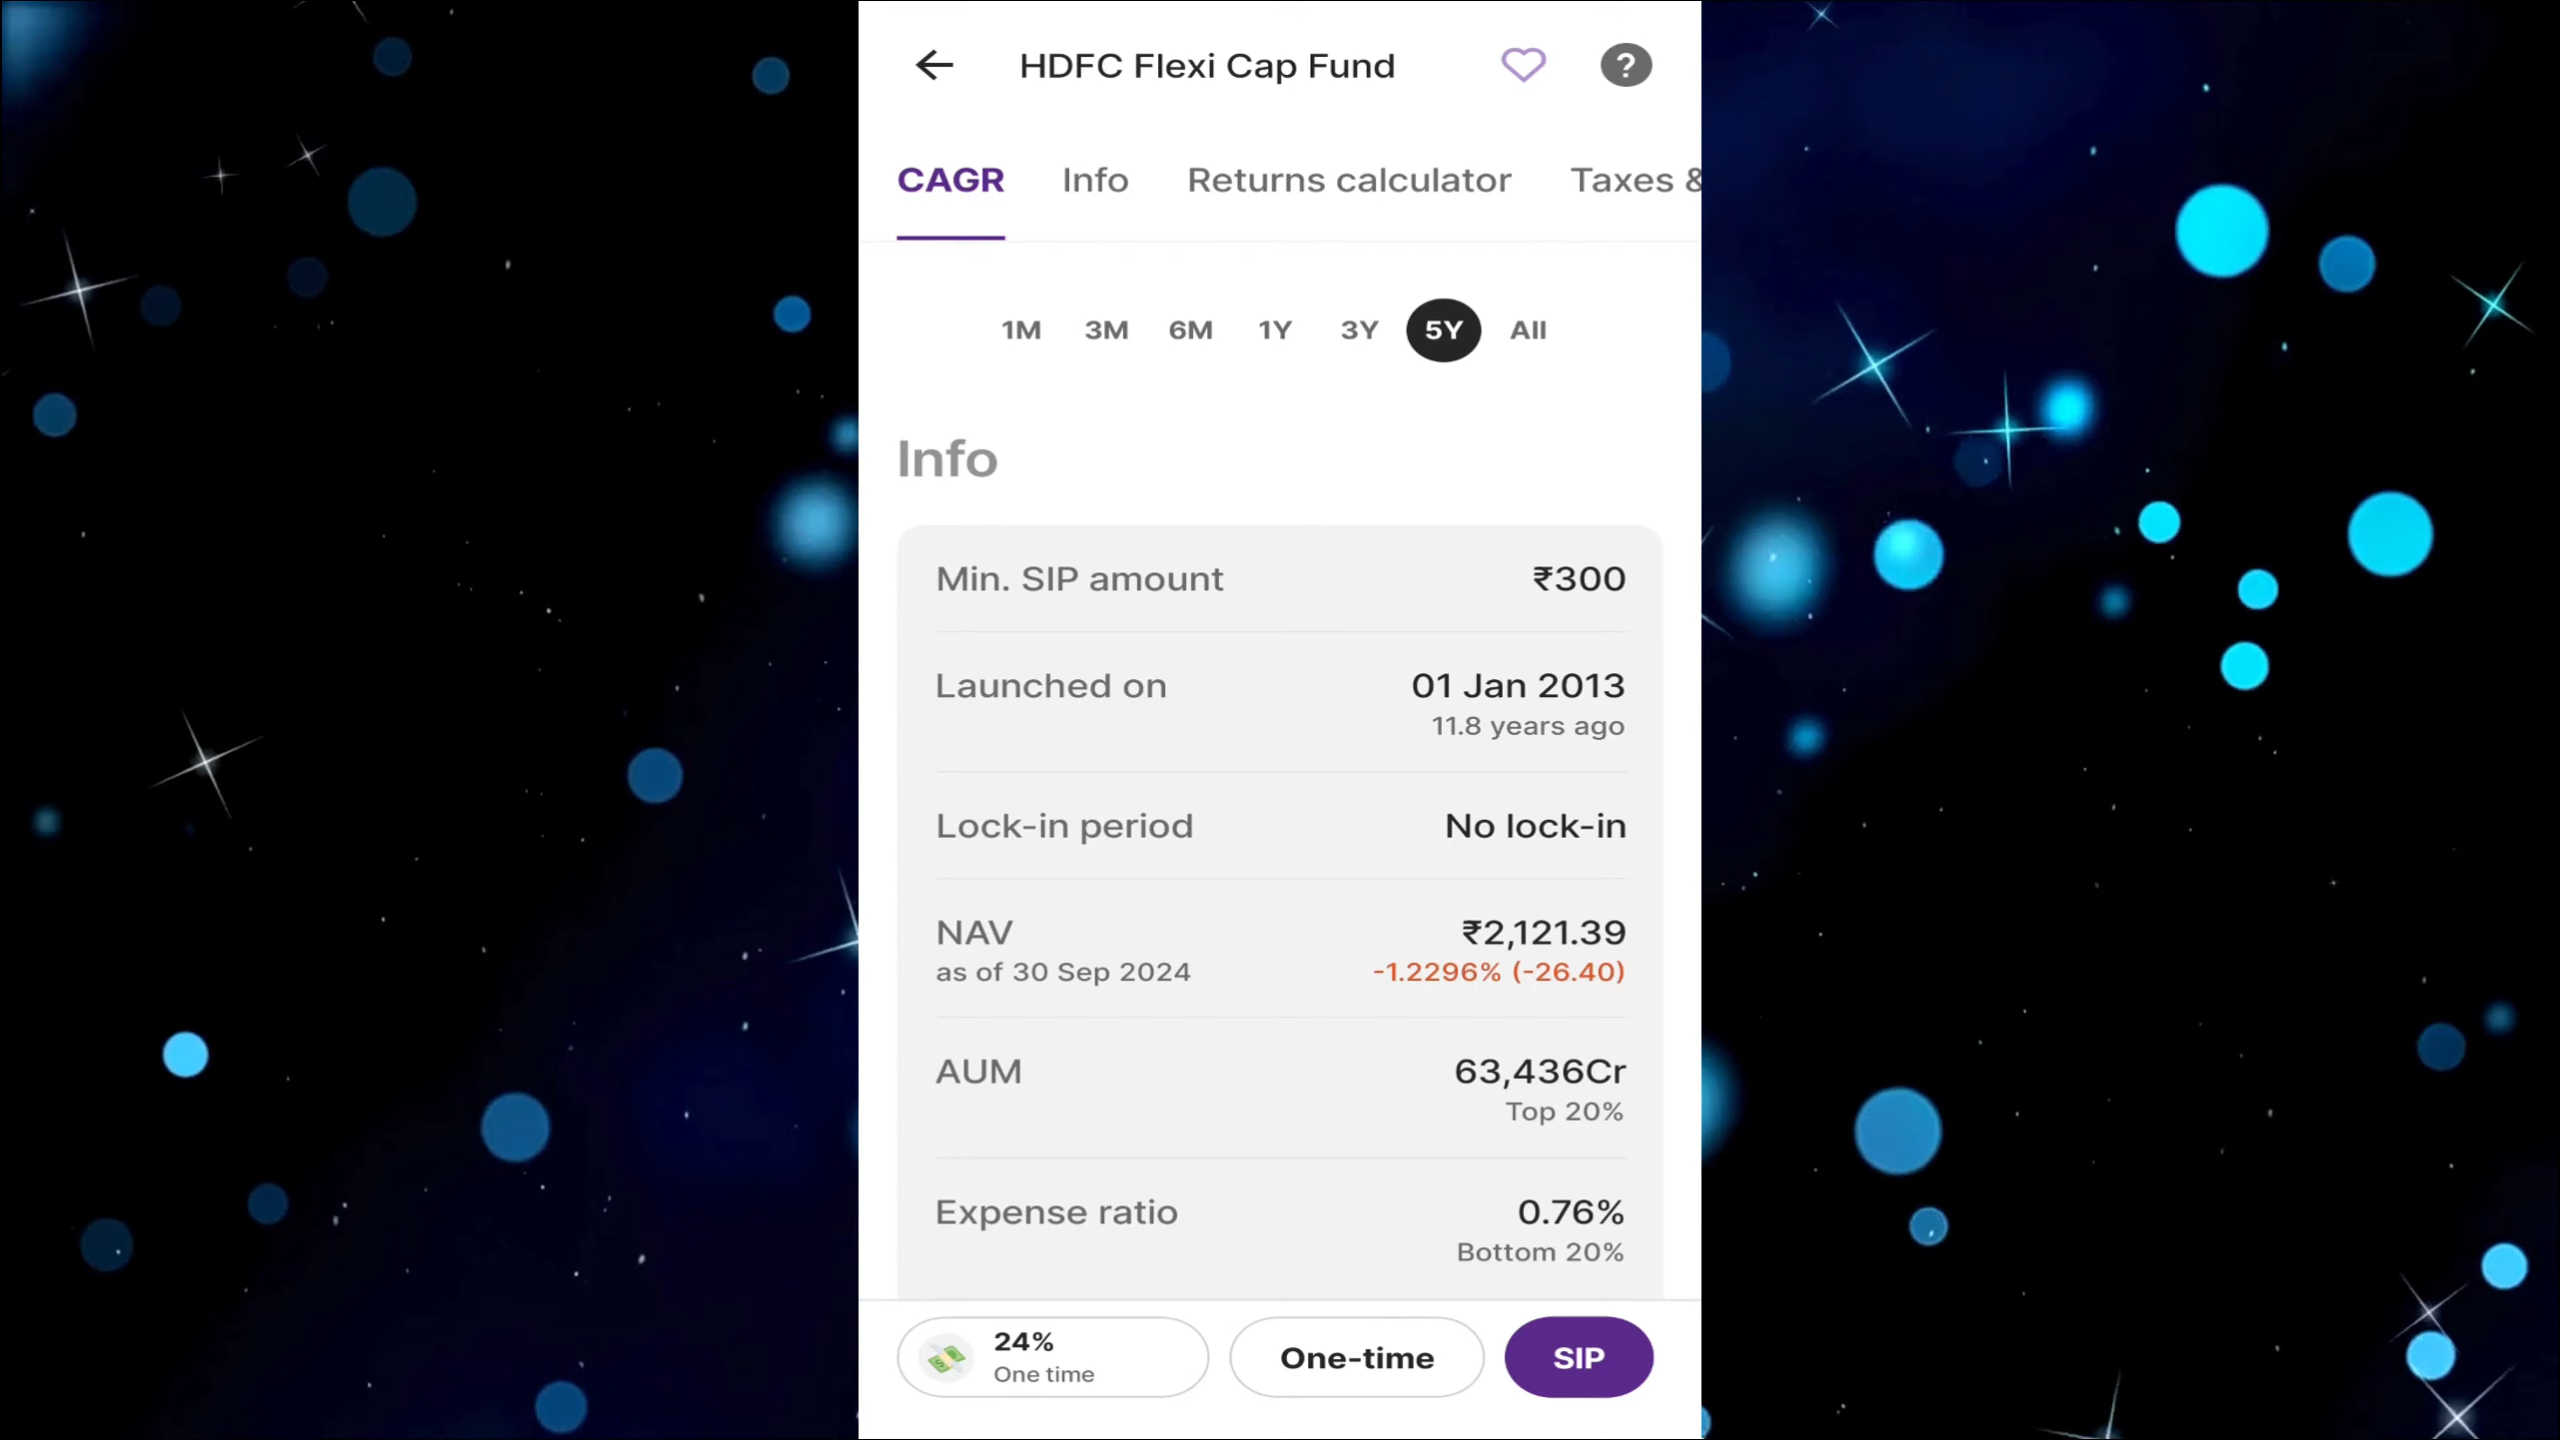 HDFC Flexi Cap Fund
?
CAGR Info Returns calculator Taxes &
1M 3M 6M 1Y 3Y 5Y All
Info
Min. SIP amount ₹300
Launched on 01 Jan 2013
11.8 years ago
Lock-in period No lock-in
NAV ₹2,121.39
as of 30 Sep 2024 -1.2296% (-26.40)
AUM 63,436Cr
Top 20%
Expense ratio 0.76%
Bottom 20%
24%
One time
One-time
SIP